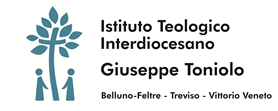 Istituto Teologico
Interdiocesano
Giuseppe Toniolo
Belluno-Feltre - Treviso - Vittorio Veneto